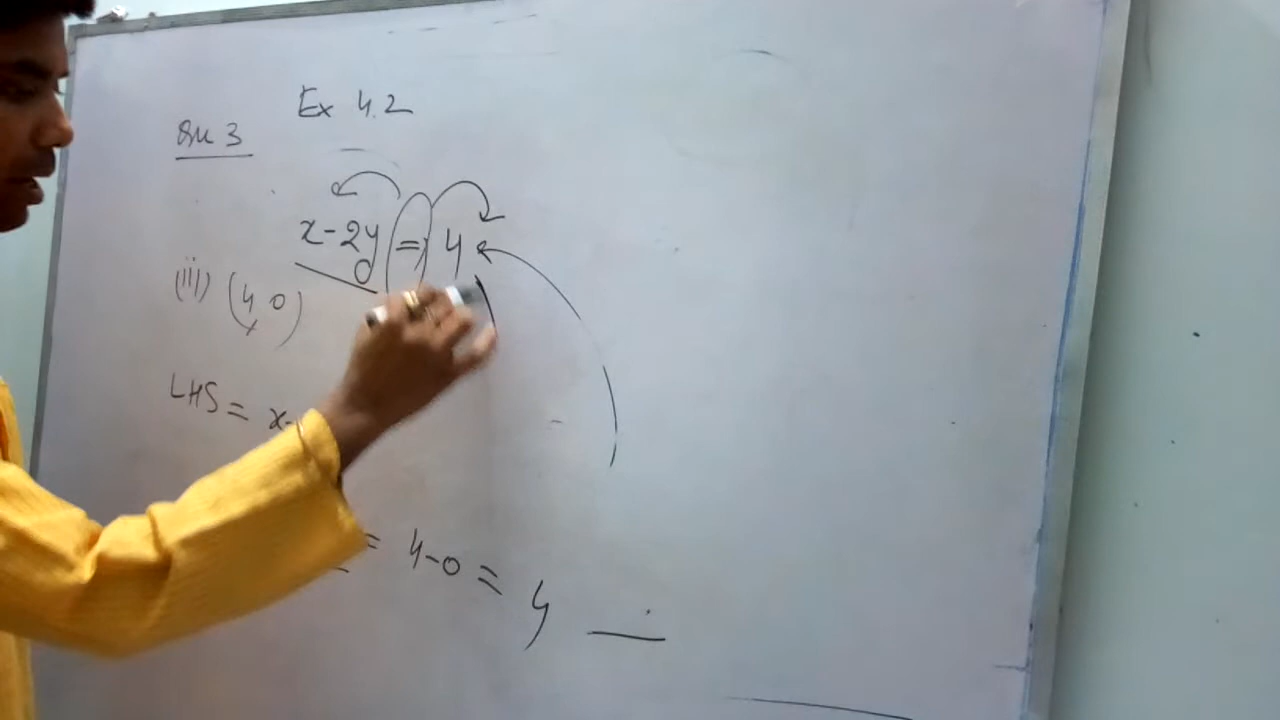 Ex 4.2
Qu 3
x-2y = 4
0
(iii) (4 0)
LHS = x-
= 4-0 = 4